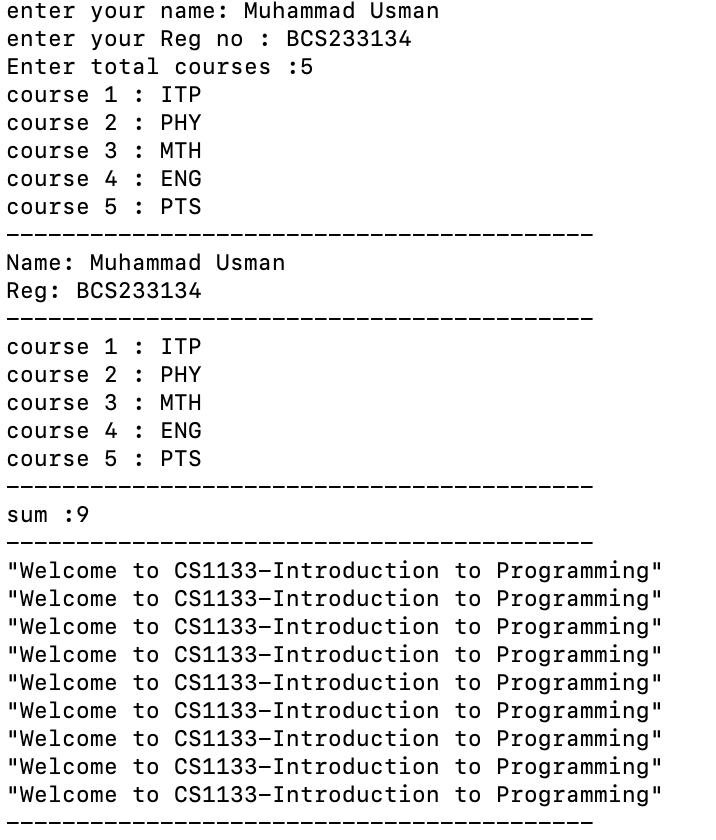 enter your name: Muhammad Usman
enter your Reg no : BCS233134
Enter total courses :5
course 1 : ITP
course 2 : PHY
course 3 : MTH
course 4 : ENG
course 5 : PTS
------------------------------------------
Name: Muhammad Usman
Reg: BCS233134
------------------------------------------
course 1 : ITP
course 2 : PHY
course 3 : MTH
course 4 : ENG
course 5 : PTS
------------------------------------------
sum :9
------------------------------------------
"Welcome to CS1133-Introduction to Programming"
"Welcome to CS1133-Introduction to Programming"
"Welcome to CS1133-Introduction to Programming"
"Welcome to CS1133-Introduction to Programming"
"Welcome to CS1133-Introduction to Programming"
"Welcome to CS1133-Introduction to Programming"
"Welcome to CS1133-Introduction to Programming"
"Welcome to CS1133-Introduction to Programming"
"Welcome to CS1133-Introduction to Programming"
------------------------------------------